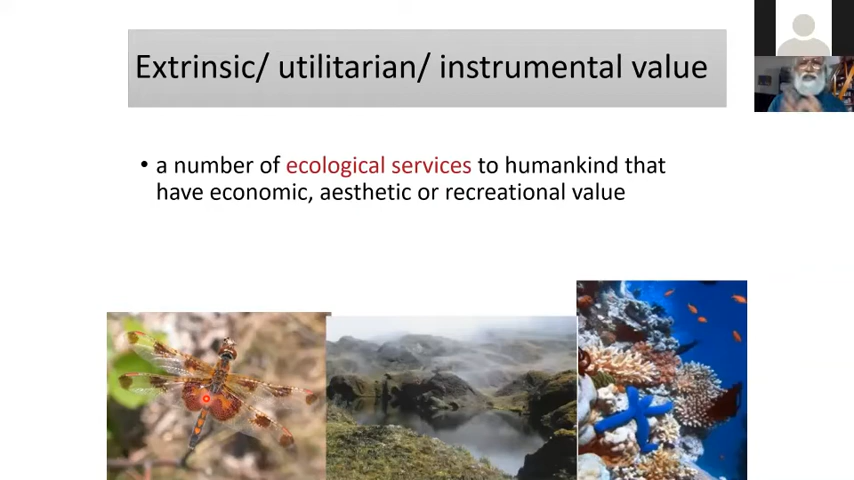 Extrinsic/ utilitarian/ instrumental value
• a number of ecological services to humankind that
have economic, aesthetic or recreational value